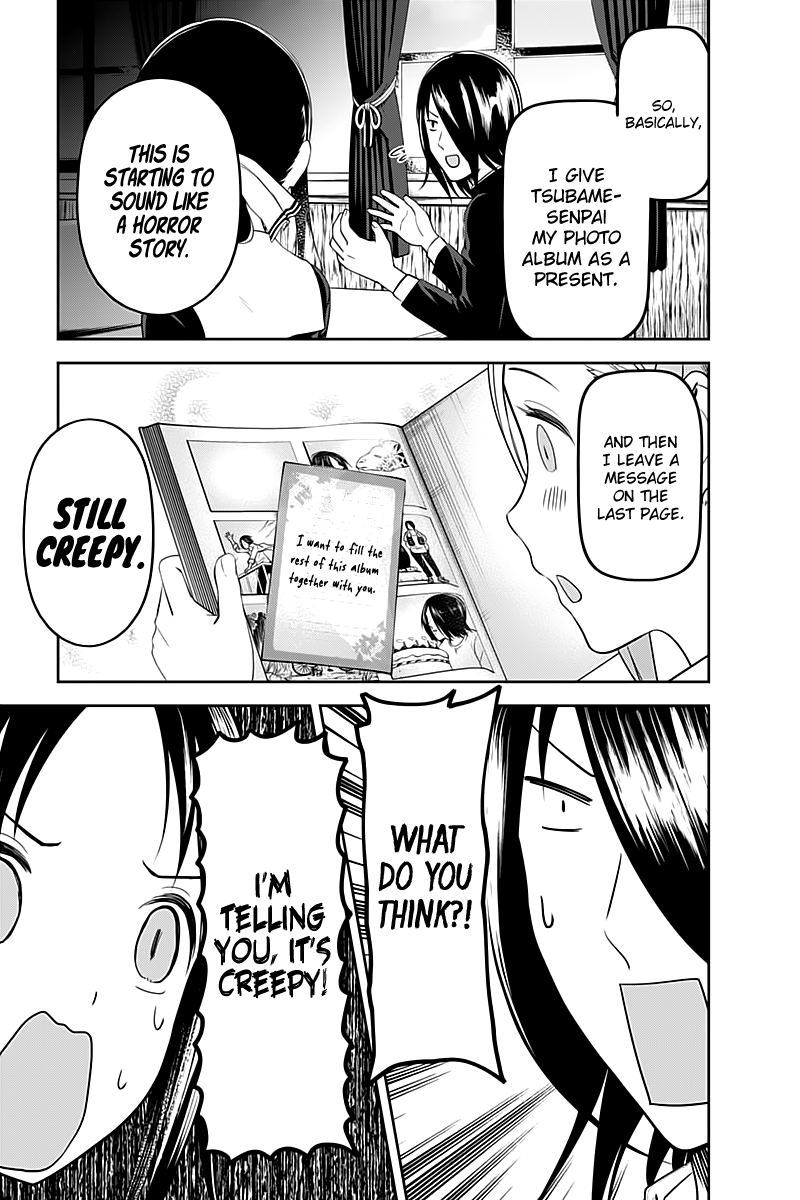 SO,
BASICALLY,
I GIVE
TSUBAME-
SENPAI
MY PHOTO
ALBUM AS A
PRESENT.
THIS IS
STARTING TO
SOUND LIKE
A HORROR
STORY.
AND THEN
I LEAVE A
MESSAGE
ON THE
LAST PAGE.
I want to fill the
rest of this album
together with you.
STILL
CREEPY.
WHAT
DO YOU
THINK?!
I'M
TELLING
YOU, IT'S
CREEPY!